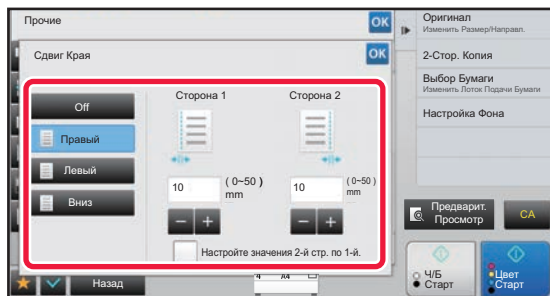 Прочие
OK
Сдвиг Края
OK
Off
Правый
Левый
Вниз
Сторона 1
Сторона 2
10
( 0~50 )
mm
10
( 0~50 )
mm
Настройте значения 2-й стр. по 1-й.
Назад
A4
Оригинал
Изменить Размер/Направл.
2-Стор. Копия
Выбор Бумаги
Изменить Лоток Подачи Бумаги
Настройка Фона
Предварит.
Просмотр
CA
Ч/Б
Старт
Цвет
Старт